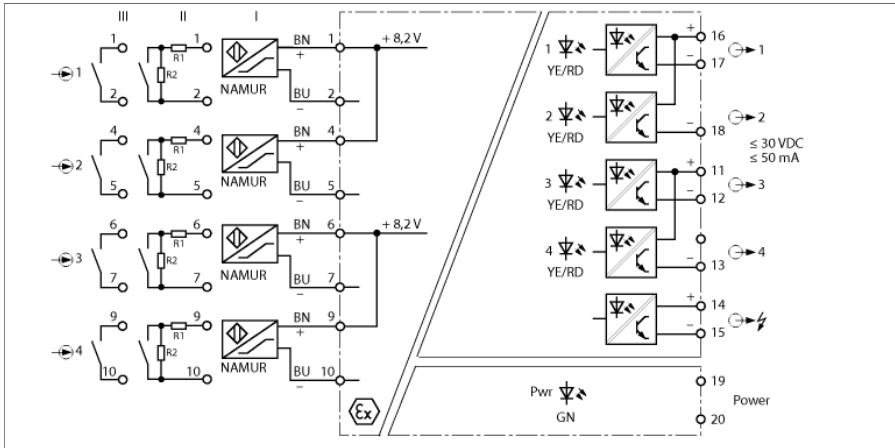 III II I
1 R1 1 BN 1 + 8,2 V
+
1 R2
NAMUR
2 2 BU 2
–
4 R1 4 BN 4
+
2 R2
NAMUR
5 5 BU 5
–
6 R1 6 BN 6 + 8,2 V
+
3 R2
NAMUR
7 7 BU 7
–
9 R1 9 BN 9
+
4 R2
NAMUR
10 10 BU 10
–
Ex
1 + 16 1
YE/RD – 17
2 2
YE/RD – 18
≤ 30 VDC
≤ 50 mA
3 + 11 3
YE/RD – 12
4 4
YE/RD – 13
+ 14
– 15
Pwr 19
GN Power
20